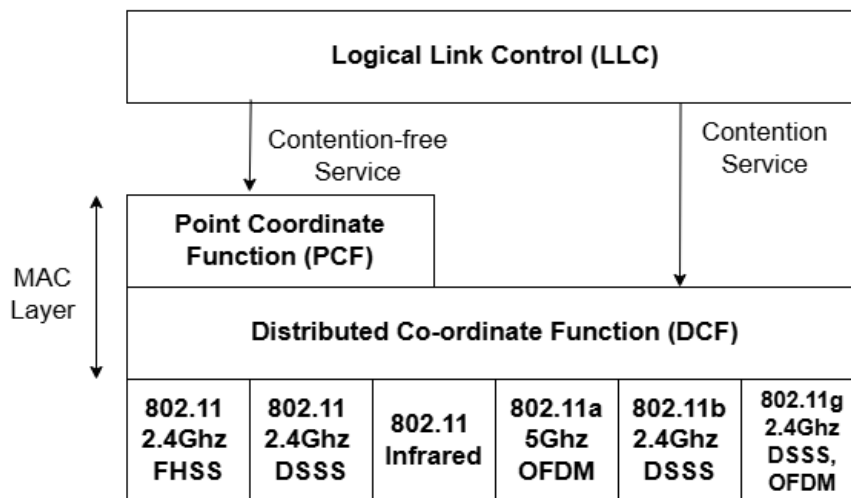 Logical Link Control (LLC)
Contention-free
Service
Contention
Service
Point Coordinate
Function (PCF)
MAC
Layer
Distributed Co-ordinate Function (DCF)
802.11
2.4Ghz
FHSS
802.11
2.4Ghz
DSSS
802.11
Infrared
802.11a
5Ghz
OFDM
802.11b
2.4Ghz
DSSS
802.11g
2.4Ghz
DSSS,
OFDM